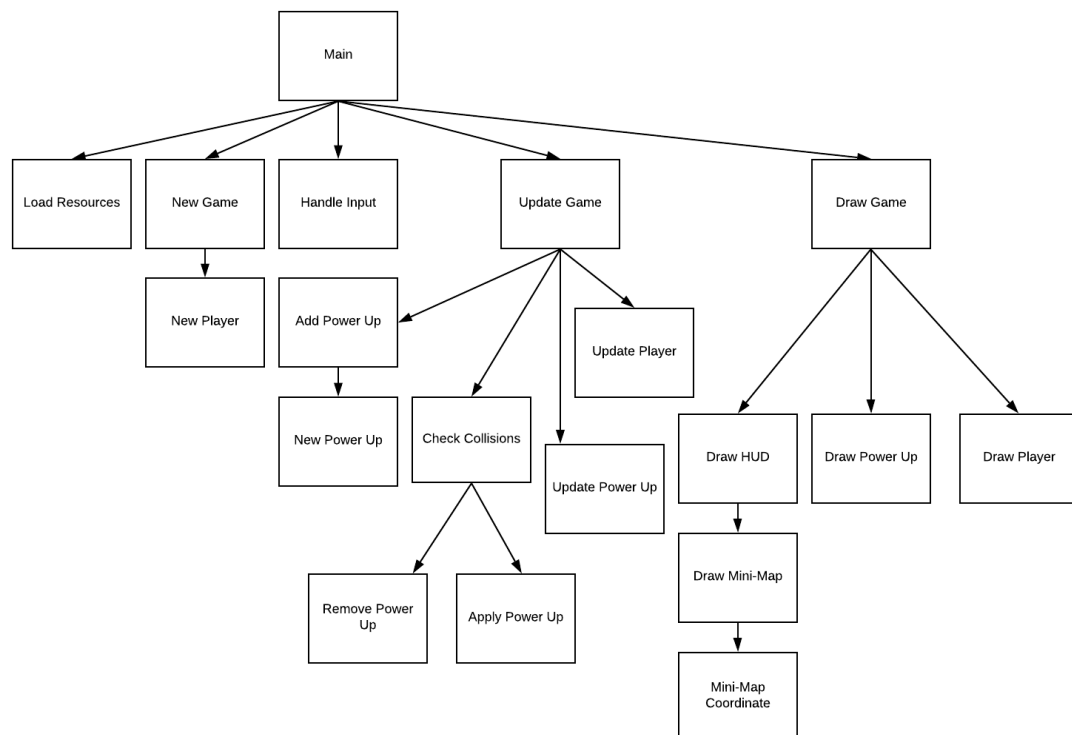 Main
Load Resources
New Game
Handle Input
Update Game
Draw Game
New Player
Add Power Up
Update Player
New Power Up
Check Collisions
Update Power Up
Draw HUD
Draw Power Up
Draw Player
Remove Power
Up
Apply Power Up
Draw Mini-Map
Mini-Map
Coordinate